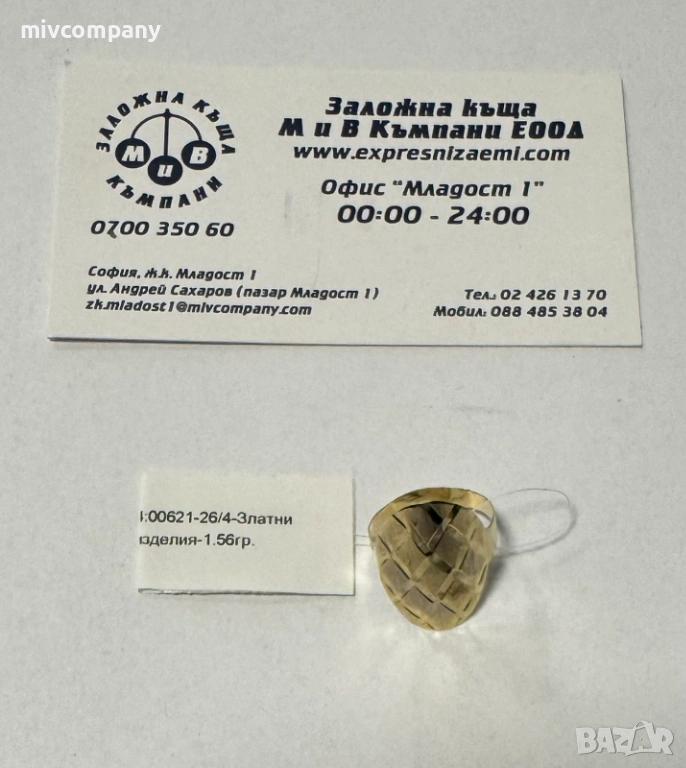 mivcompany
ЗАЛОЖНА КЪЩА
М и В
КЪМПАНИ
0700 350 60
Заложна къща
М и В Къмпани ЕООД
www.expresnizaemi.com
Офис "Младост 1"
00:00 - 24:00
София, ж.к. Младост 1
ул. Андрей Сахаров (пазар Младост 1)
zk.mladost1@mivcompany.com
Тел.: 02 426 13 70
Мобил: 088 485 38 04
:00621-26/4-Златни
изделия-1.56гр.
BAZAR